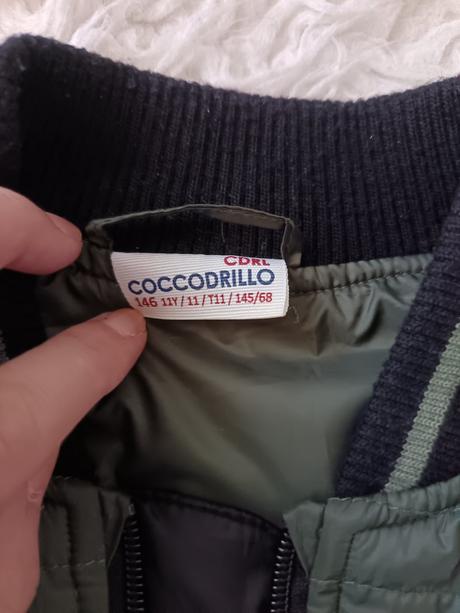 CDRL
COCCODRILLO
146 11Y / 11 / T11 / 145/68